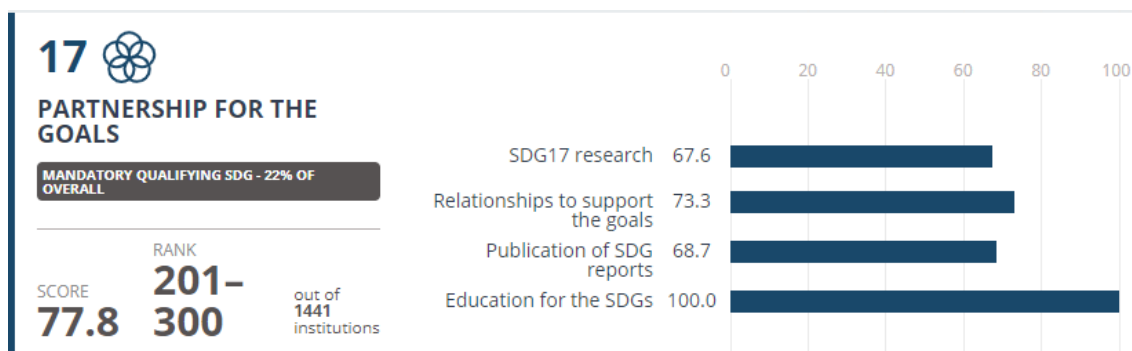 17
PARTNERSHIP FOR THE
GOALS
MANDATORY QUALIFYING SDG - 22% OF
OVERALL
SCORE
77.8
RANK
201–
300
out of
1441
institutions
0 20 40 60 80 100
SDG17 research 67.6
Relationships to support
the goals 73.3
Publication of SDG
reports 68.7
Education for the SDGs 100.0